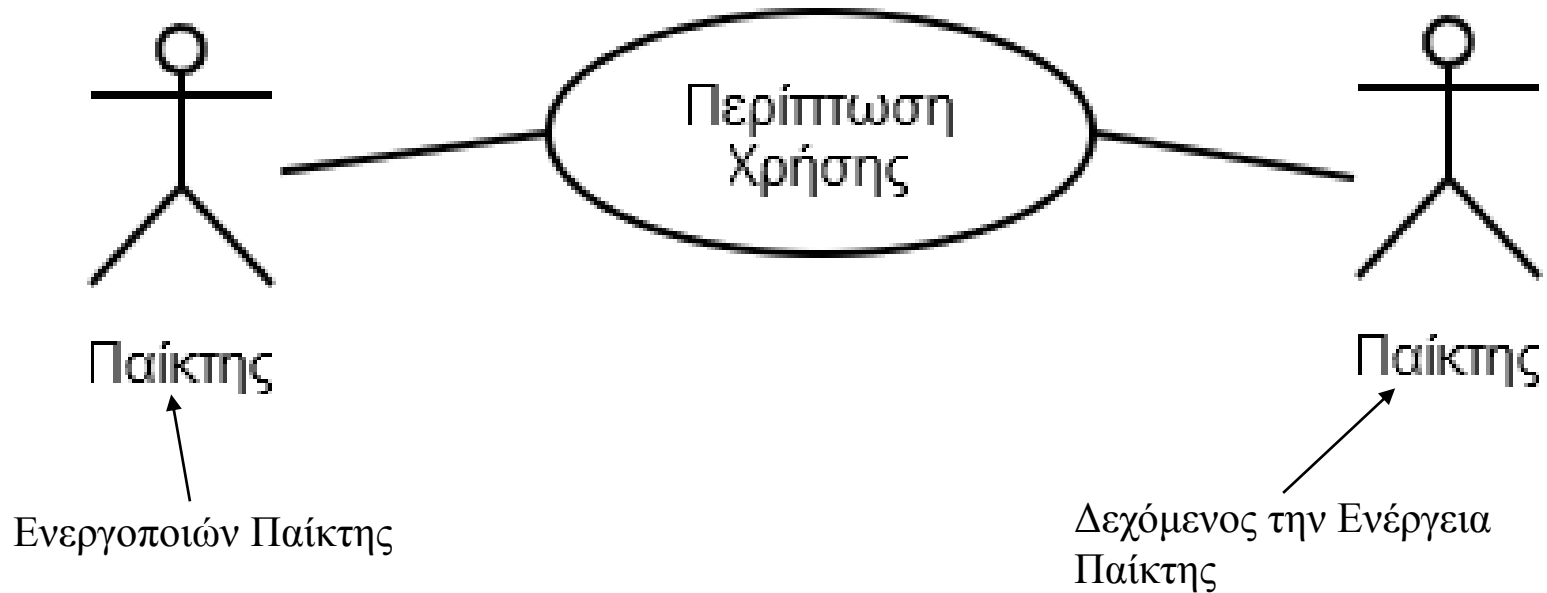 Περίπτωση
Χρήσης
Παίκτης
Παίκτης
Ενεργοποιών Παίκτης
Δεχόμενος την Ενέργεια
Παίκτης